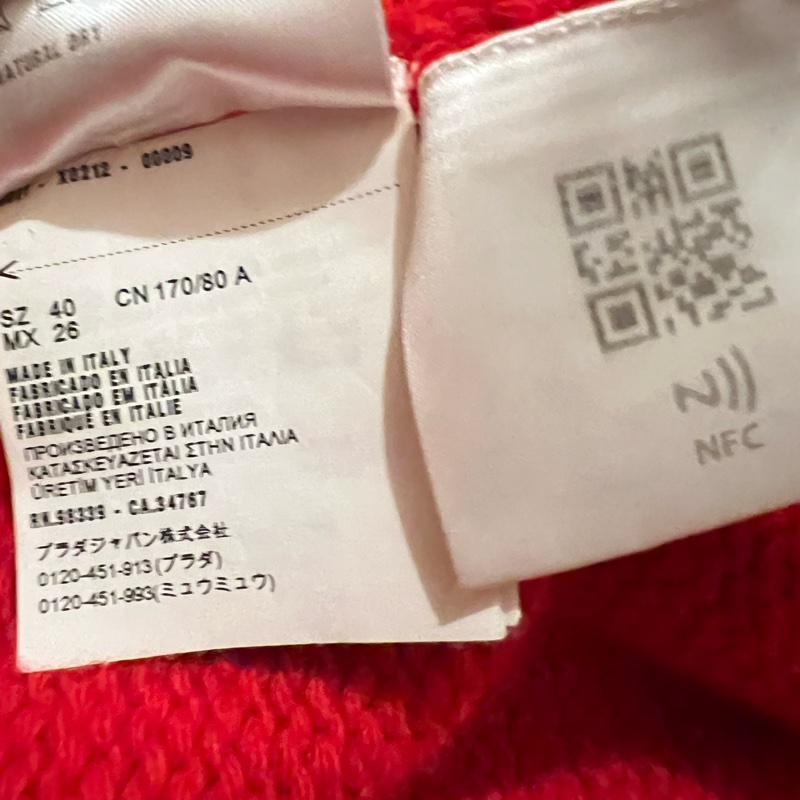 NATURAL DRY
X0212 - 00009
SZ 40 CN 170/80 A
MX 26
MADE IN ITALY
FABRICADO EN ITALIA
FABRICADO EM ITÁLIA
FABRIQUÉ EN ITALIE
ПРОИЗВЕДЕНО В ИТАЛИЯ
ΚΑΤΑΣΚΕΥΑΖΕΤΑΙ ΣΤΗΝ ΙΤΑΛΙΑ
ÜRETİM YERİ İTALYA
RN.98339 - CA.34767
プラダジャパン株式会社
0120-451-913(プラダ)
0120-451-993(ミュウミュウ)
NFC